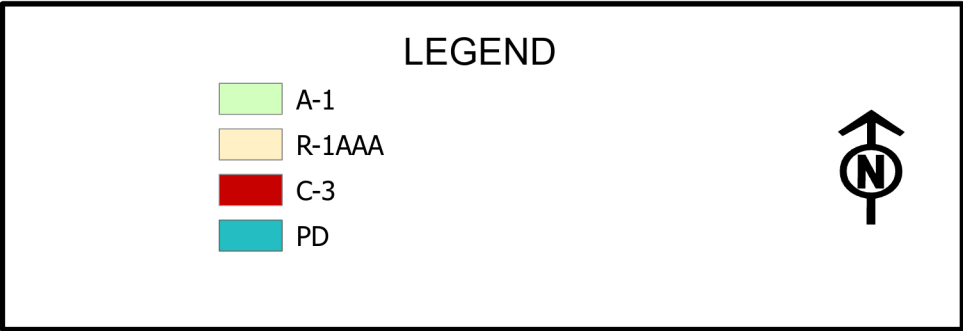 LEGEND
A-1
R-1AAA
C-3
PD
N